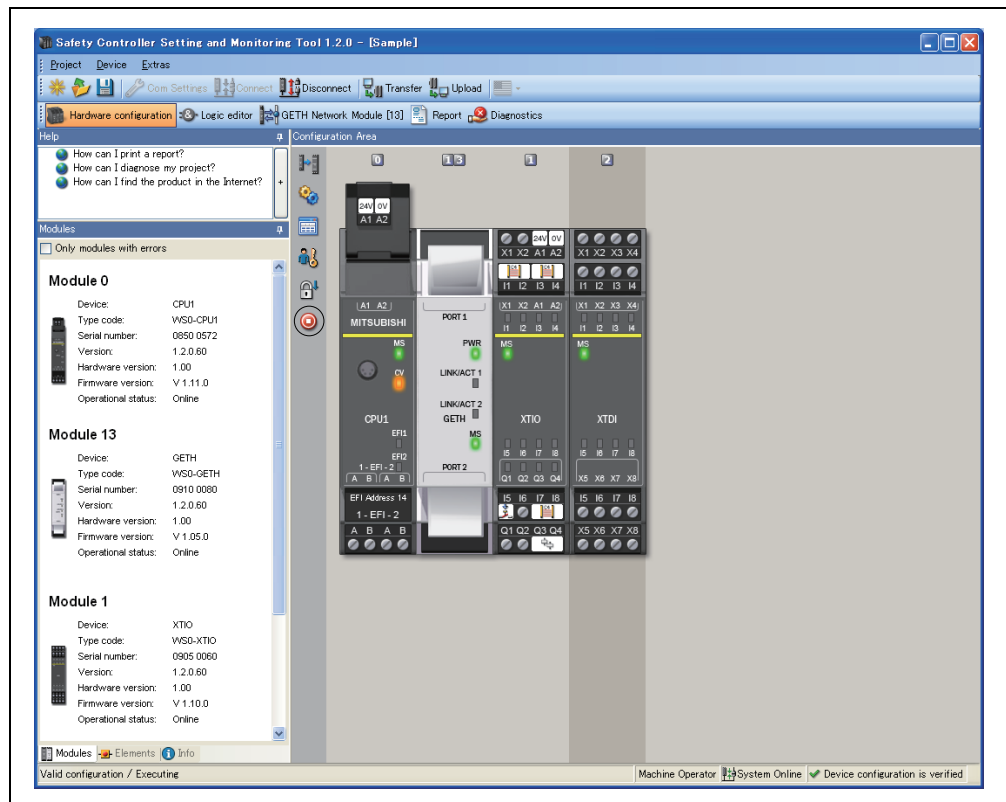 Safety Controller Setting and Monitoring Tool 1.2.0 - [Sample]
Project Device Extras
Com Settings Connect Disconnect Transfer Upload
Hardware configuration Logic editor GETH Network Module [13] Report Diagnostics
Help
How can I print a report?
How can I diagnose my project?
How can I find the product in the Internet?
+
Modules
Only modules with errors
Module 0
Device: CPU1
Type code: WS0-CPU1
Serial number: 0850 0572
Version: 1.2.0.60
Hardware version: 1.00
Firmware version: V 1.11.0
Operational status: Online
Module 13
Device: GETH
Type code: WS0-GETH
Serial number: 0910 0080
Version: 1.2.0.60
Hardware version: 1.00
Firmware version: V 1.05.0
Operational status: Online
Module 1
Device: XTIO
Type code: WS0-XTIO
Serial number: 0905 0060
Version: 1.2.0.60
Hardware version: 1.00
Firmware version: V 1.10.0
Operational status: Online
Modules Elements Info
Configuration Area
0 13 1 2
24V 0V
A1 A2
(A1 A2)
MITSUBISHI
MS
CV
CPU1
EFI1
EFI2
1 - EFI - 2
A B A B
EFI Address 14
1 - EFI - 2
A B A B
PORT 1
PWR
LINK/ACT 1
LINK/ACT 2
GETH
MS
PORT 2
24V 0V
X1 X2 A1 A2
I1 I2 I3 I4
X1 X2 A1 A2
I1 I2 I3 I4
MS
XTIO
I5 I6 I7 I8
Q1 Q2 Q3 Q4
I5 I6 I7 I8
Q1 Q2 Q3 Q4
X1 X2 X3 X4
I1 I2 I3 I4
X1 X2 X3 X4
I1 I2 I3 I4
MS
XTDI
I5 I6 I7 I8
X5 X6 X7 X8
I5 I6 I7 I8
X5 X6 X7 X8
Valid configuration / Executing
Machine Operator System Online Device configuration is verified